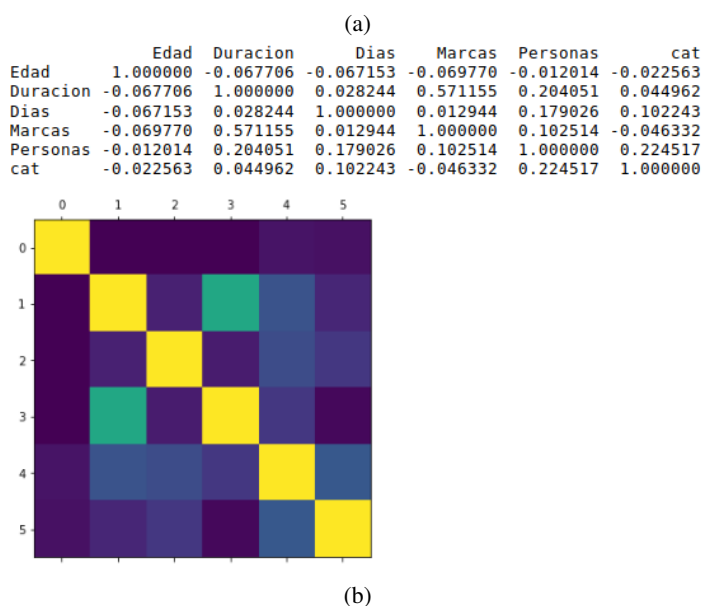 (a)
Edad Duracion Dias Marcas Personas cat
Edad 1.000000 -0.067706 -0.067153 -0.069770 -0.012014 -0.022563
Duracion -0.067706 1.000000 0.028244 0.571155 0.204051 0.044962
Dias -0.067153 0.028244 1.000000 0.012944 0.179026 0.102243
Marcas -0.069770 0.571155 0.012944 1.000000 0.102514 -0.046332
Personas -0.012014 0.204051 0.179026 0.102514 1.000000 0.224517
cat -0.022563 0.044962 0.102243 -0.046332 0.224517 1.000000
0 1 2 3 4 5
0
1
2
3
4
5
(b)